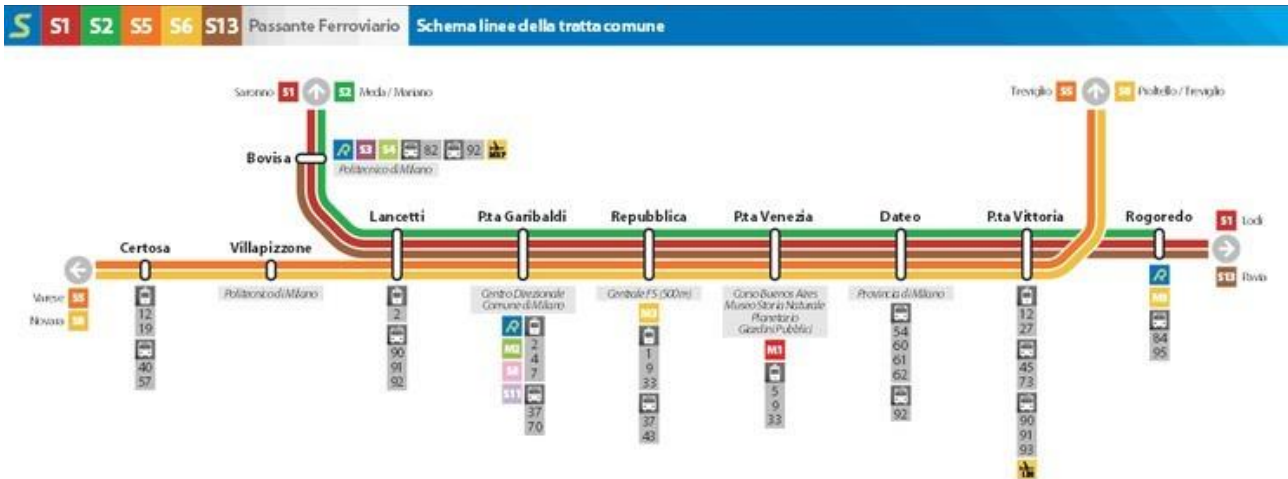 S S1 S2 S5 S6 S13 Passante Ferroviario Schema linee della tratta comune
Saronno S1 S2 Meda / Mariano
Treviglio S5 S6 Pioltello / Treviglio
Bovisa
R S3 S4 82 92 MXP
Politecnico di Milano
Lancetti P.ta Garibaldi Repubblica P.ta Venezia Dateo P.ta Vittoria Rogoredo
S1 Lodi
S13 Pavia
Certosa Villapizzone
Varese S5
Novara S6
12
19
40
57
Politecnico di Milano
2
90
91
92
Centro Direzionale
Comune di Milano
R
M2
S8
S11
2
4
7
37
70
Centrale FS (500m)
M3
1
9
33
37
43
Corso Buenos Aires
Museo Storia Naturale
Planetario
Giardini Pubblici
M1
5
9
33
Provincia di Milano
54
60
61
62
92
12
27
45
73
90
91
93
LIN
R
M3
84
95